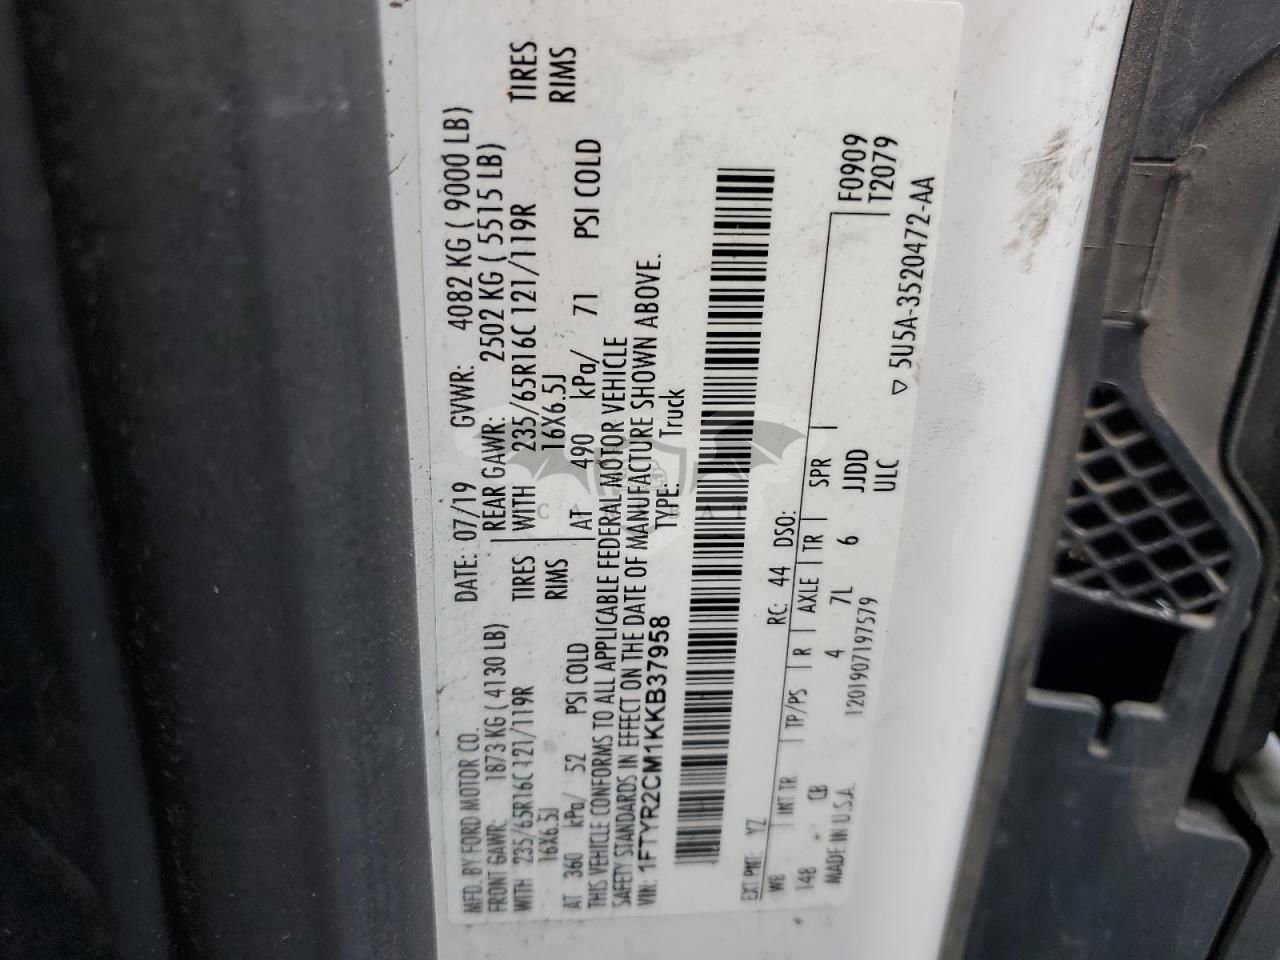 MFD. BY FORD MOTOR CO. DATE: 07/19 GVWR: 4082 KG ( 9000 LB)
FRONT GAWR: 1873 KG ( 4130 LB) REAR GAWR: 2502 KG ( 5515 LB)
WITH 235/65R16C 121/119R TIRES WITH 235/65R16C 121/119R TIRES
16X6.5J RIMS 16X6.5J RIMS
AT 360 kPa/ 52 PSI COLD AT 490 kPa/ 71 PSI COLD
THIS VEHICLE CONFORMS TO ALL APPLICABLE FEDERAL MOTOR VEHICLE
SAFETY STANDARDS IN EFFECT ON THE DATE OF MANUFACTURE SHOWN ABOVE.
VIN: 1FTYR2CM1KKB37958 TYPE: Truck
EXT PNT: YZ RC: 44 DSO:
WB INT TR TP/PS R AXLE TR SPR F0909
148 CB 4 7L 6 JJDD T2079
MADE IN U.S.A. 1201907197579 ULC
▽ 5U5A-3520472-AA